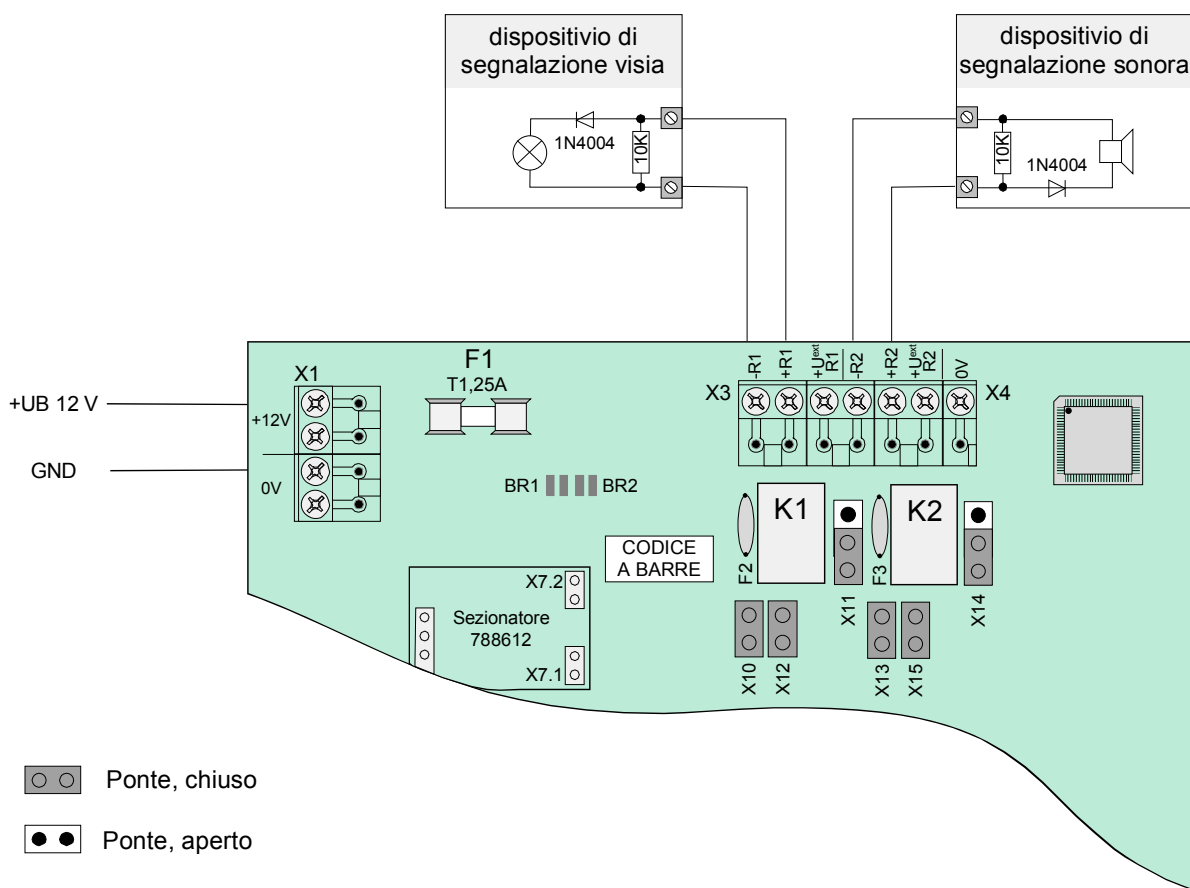 dispositivio di
segnalazione visia
dispositivio di
segnalazione sonora
1N4004
10K
10K
1N4004
+UB 12 V
GND
X1
+12V
0V
F1
T1,25A
BR1
BR2
X3
-R1
+R1
+Uext
R1
-R2
+R2
+Uext
R2
0V
X4
CODICE
A BARRE
F2
K1
X11
F3
K2
X14
X10
X12
X13
X15
X7.2
Sezionatore
788612
X7.1
Ponte, chiuso
Ponte, aperto